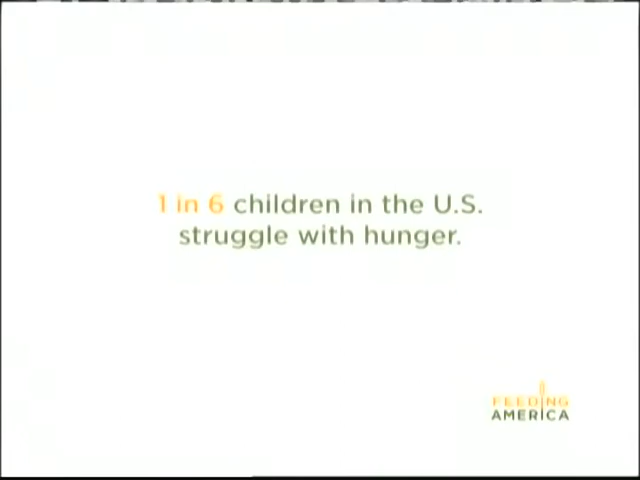 1 in 6 children in the U.S.
struggle with hunger.
FEEDING
AMERICA